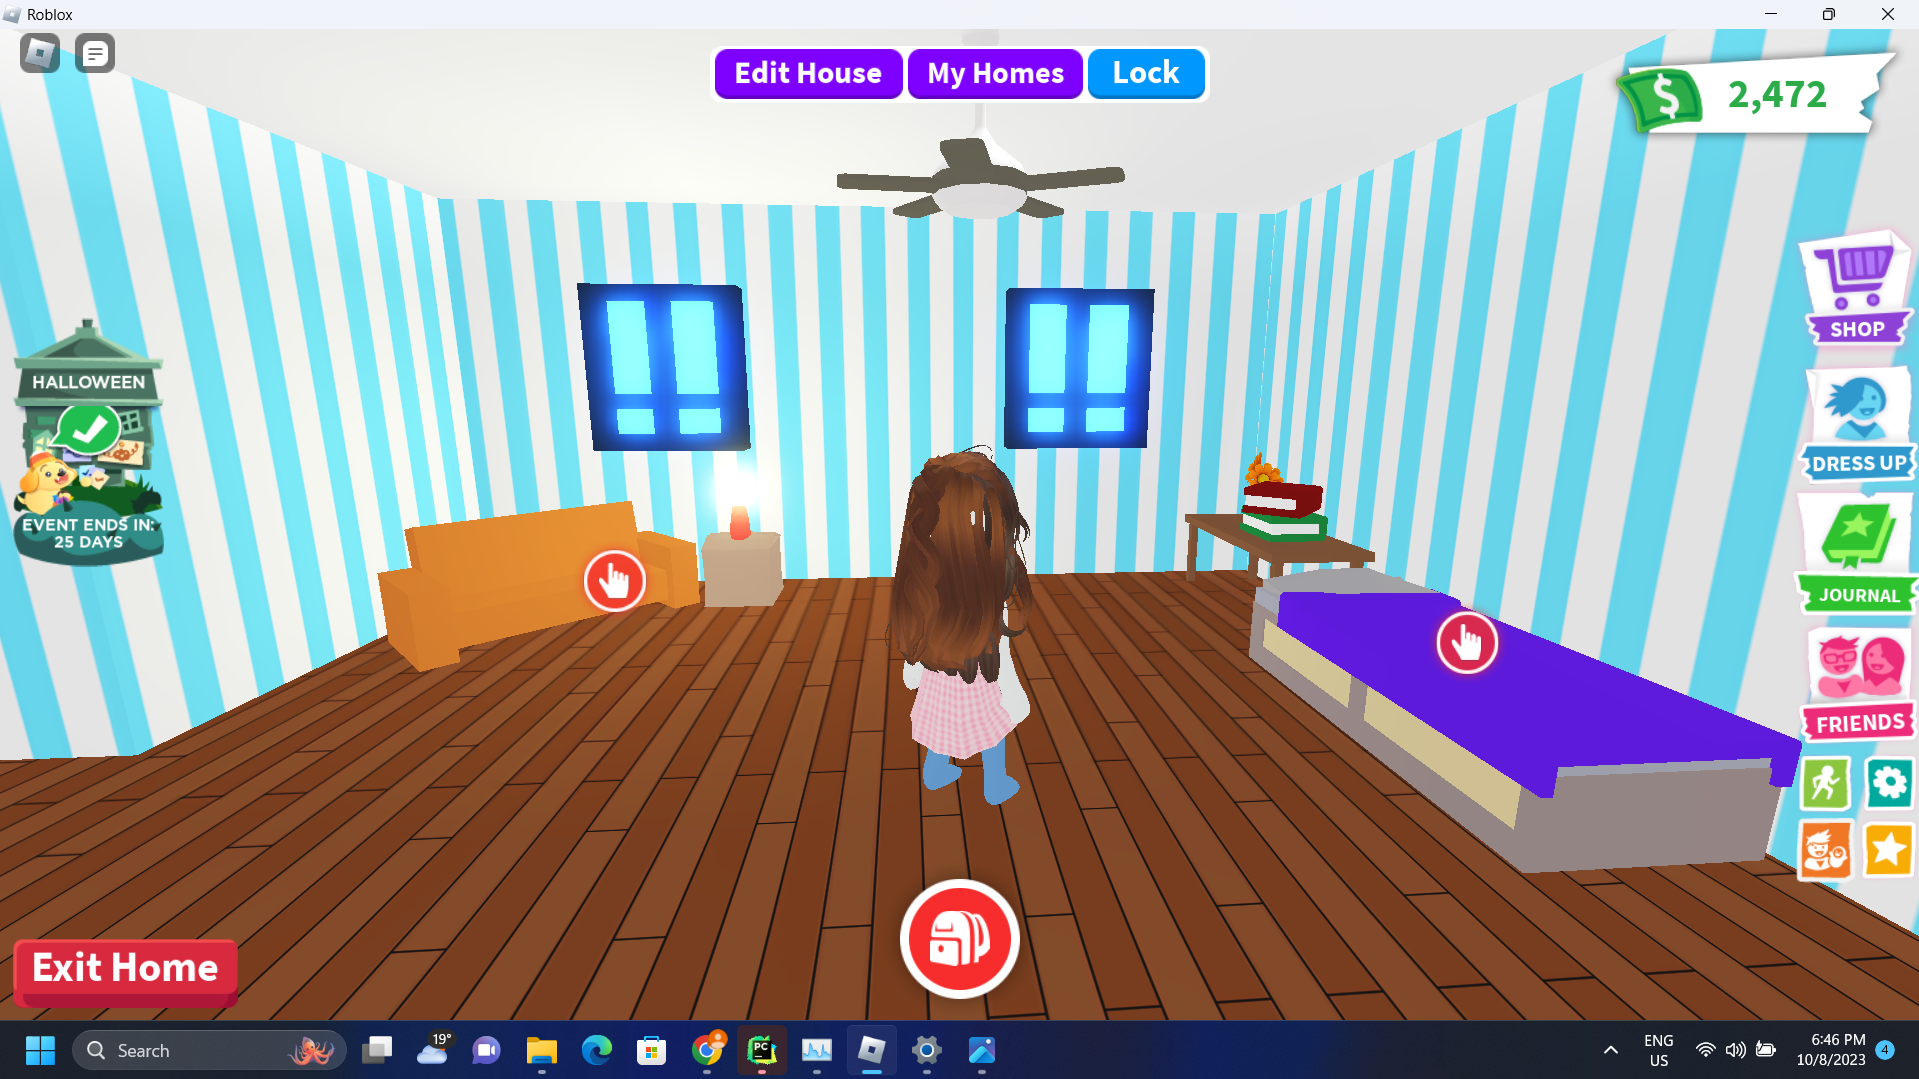 Roblox
Edit House
My Homes
Lock
2,472
HALLOWEEN
EVENT ENDS IN:
25 DAYS
SHOP
DRESS UP
JOURNAL
FRIENDS
Exit Home
Search
19°
PC
ENG
US
6:46 PM
10/8/2023
4